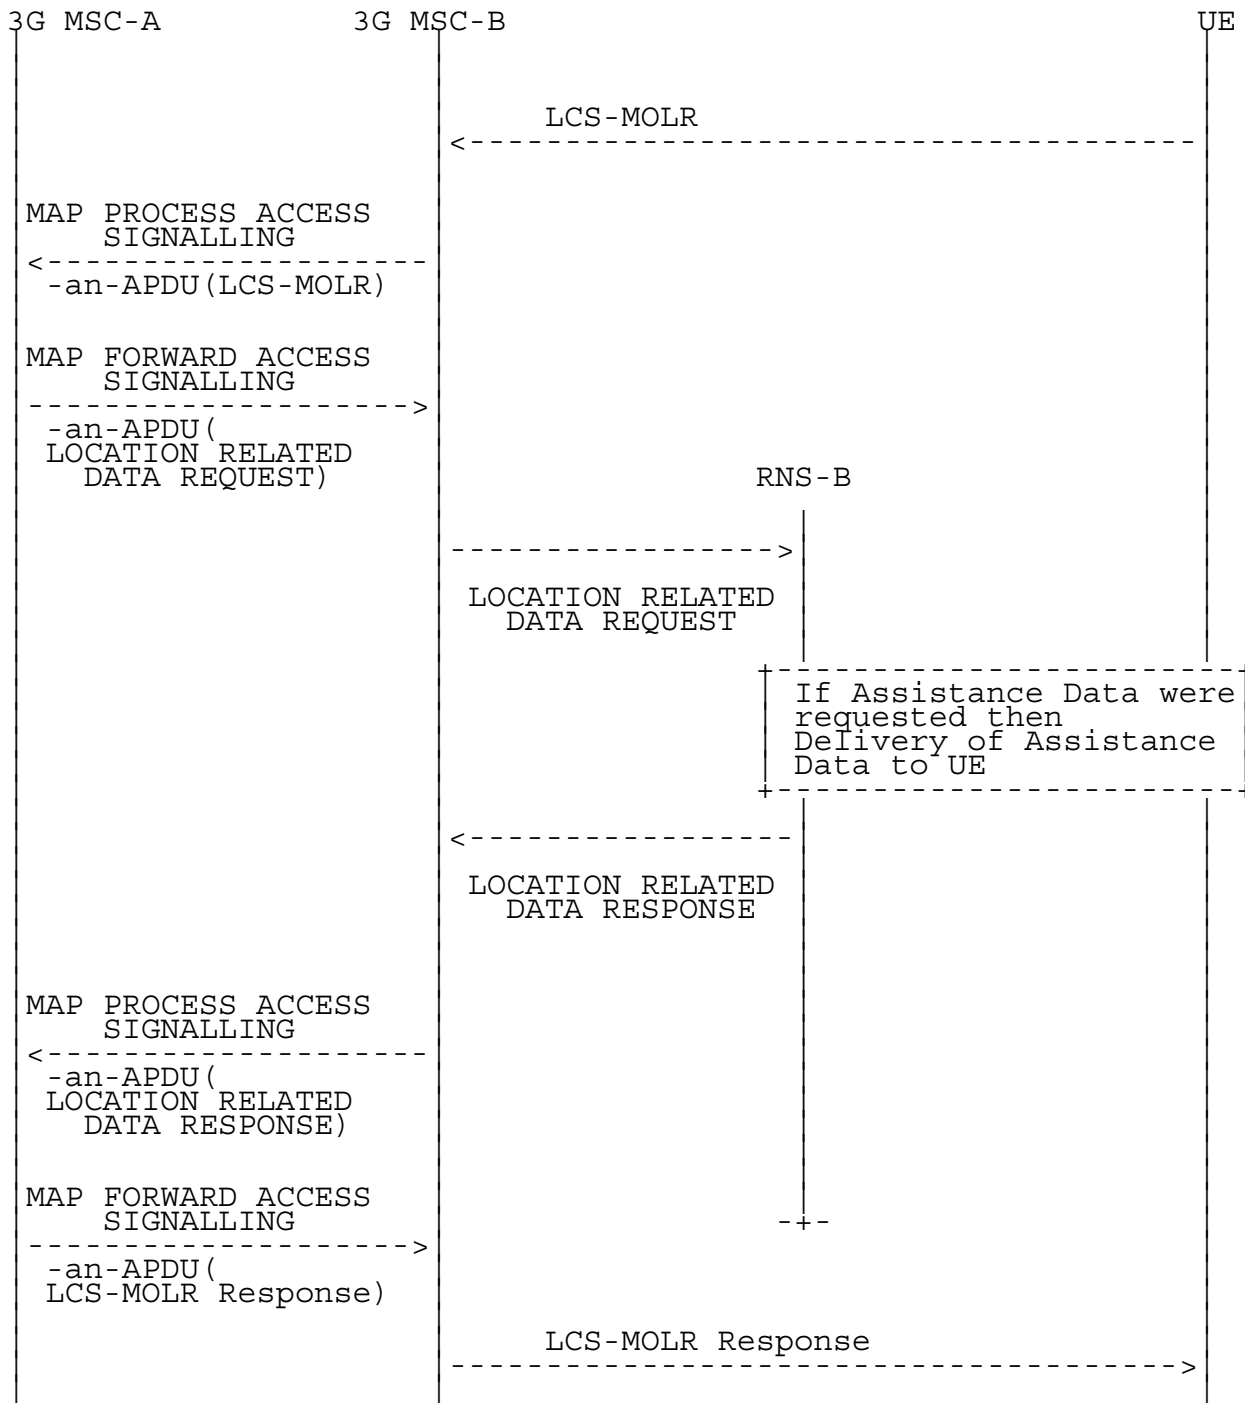 3G MSC-A 3G MSC-B UE
LCS-MOLR
MAP PROCESS ACCESS
SIGNALLING
-an-APDU(LCS-MOLR)
MAP FORWARD ACCESS
SIGNALLING
-an-APDU(
LOCATION RELATED
DATA REQUEST)
RNS-B
LOCATION RELATED
DATA REQUEST
If Assistance Data were
requested then
Delivery of Assistance
Data to UE
LOCATION RELATED
DATA RESPONSE
MAP PROCESS ACCESS
SIGNALLING
-an-APDU(
LOCATION RELATED
DATA RESPONSE)
MAP FORWARD ACCESS
SIGNALLING
-an-APDU(
LCS-MOLR Response)
LCS-MOLR Response